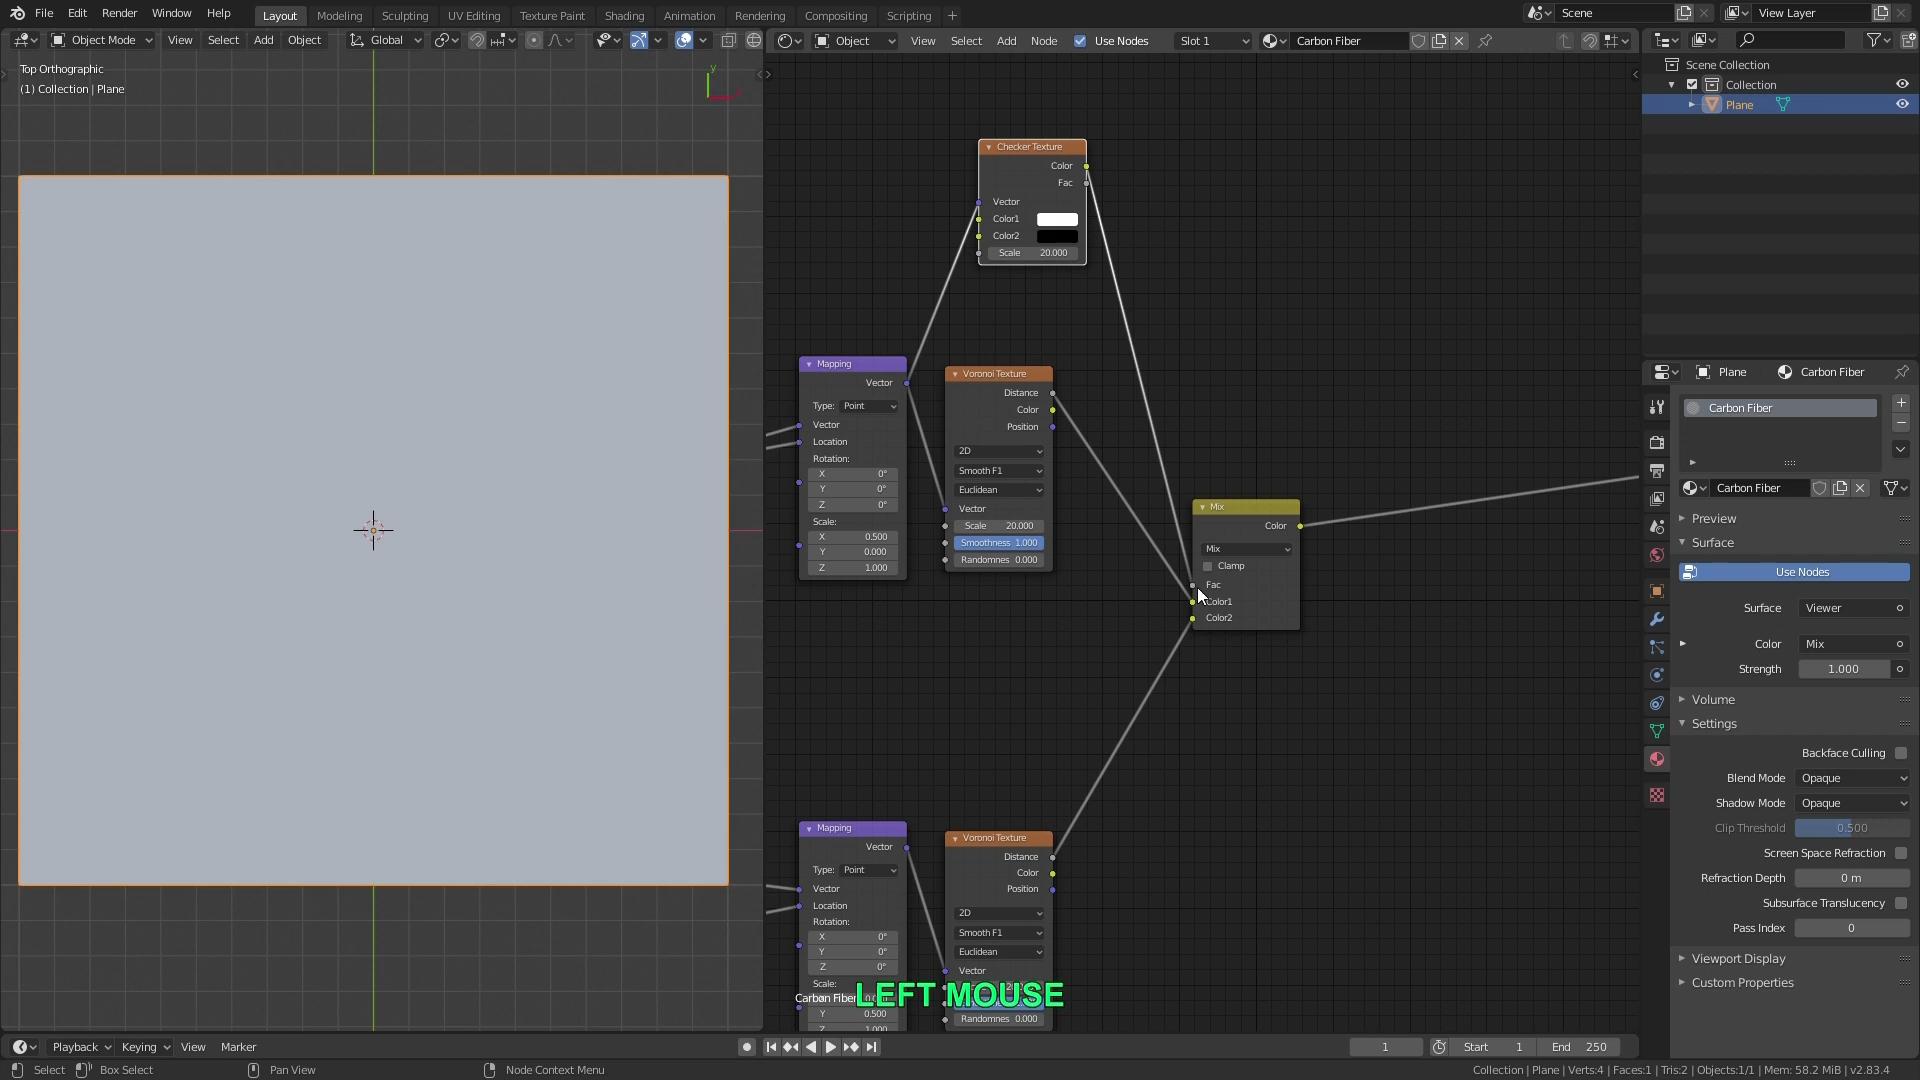 File Edit Render Window Help Layout Modeling Sculpting UV Editing Texture Paint Shading Animation Rendering Compositing Scripting + Scene View Layer
Object Mode View Select Add Object Global Object View Select Add Node Use Nodes Slot 1 Carbon Fiber
Top Orthographic
(1) Collection | Plane
y
Scene Collection
Collection
Plane
Checker Texture
Color
Fac
Vector
Color1
Color2
Scale 20.000
Mapping
Vector
Type: Point
Vector
Location
Rotation:
X 0°
Y 0°
Z 0°
Scale:
X 0.500
Y 0.000
Z 1.000
Voronoi Texture
Distance
Color
Position
2D
Smooth F1
Euclidean
Vector
Scale 20.000
Smoothness 1.000
Randomnes 0.000
Mix
Color
Mix
Clamp
Fac
Color1
Color2
Mapping
Vector
Type: Point
Vector
Location
Rotation:
X 0°
Y 0°
Z 0°
Scale:
Y 0.500
Z 1.000
Voronoi Texture
Distance
Color
Position
2D
Smooth F1
Euclidean
Vector
Randomnes 0.000
Carbon Fiber
LEFT MOUSE
Plane Carbon Fiber
Carbon Fiber
Carbon Fiber
Preview
Surface
Use Nodes
Surface Viewer
Color Mix
Strength 1.000
Volume
Settings
Backface Culling
Blend Mode Opaque
Shadow Mode Opaque
Clip Threshold 0.500
Screen Space Refraction
Refraction Depth 0 m
Subsurface Translucency
Pass Index 0
Viewport Display
Custom Properties
Playback Keying View Marker 1 Start 1 End 250
Select Box Select Pan View Node Context Menu Collection | Plane | Verts:4 | Faces:1 | Tris:2 | Objects:1/1 | Mem: 58.2 MiB | v2.83.4